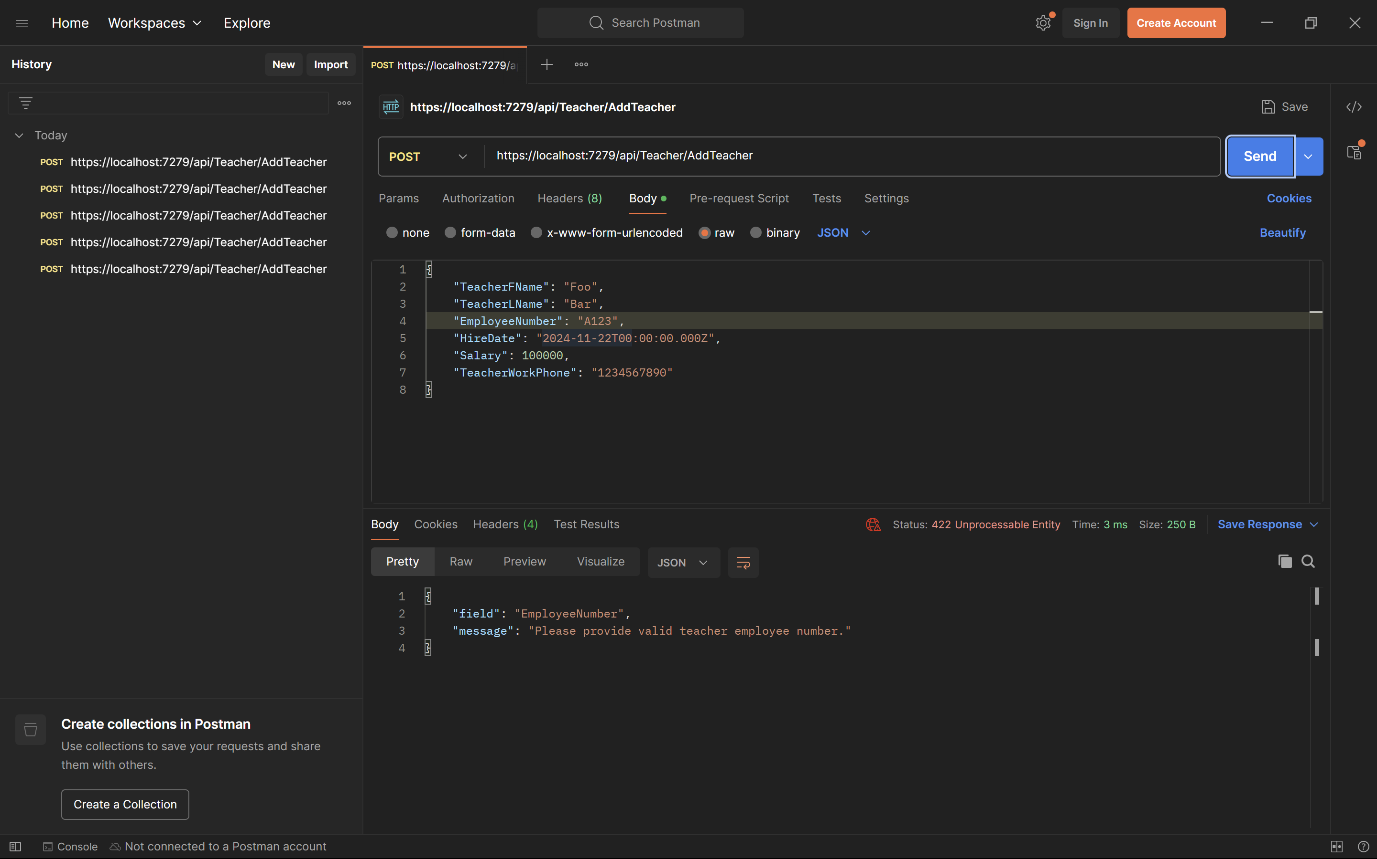 Home Workspaces Explore
Search Postman
Sign In Create Account
History New Import
POST https://localhost:7279/a
Today
POST https://localhost:7279/api/Teacher/AddTeacher
POST https://localhost:7279/api/Teacher/AddTeacher
POST https://localhost:7279/api/Teacher/AddTeacher
POST https://localhost:7279/api/Teacher/AddTeacher
POST https://localhost:7279/api/Teacher/AddTeacher
HTTP https://localhost:7279/api/Teacher/AddTeacher
Save
POST https://localhost:7279/api/Teacher/AddTeacher Send
Params Authorization Headers (8) Body Pre-request Script Tests Settings Cookies
none form-data x-www-form-urlencoded raw binary JSON Beautify
1 {
2 "TeacherFName": "Foo",
3 "TeacherLName": "Bar",
4 "EmployeeNumber": "A123",
5 "HireDate": "2024-11-22T00:00:00.000Z",
6 "Salary": 100000,
7 "TeacherWorkPhone": "1234567890"
8 }
Body Cookies Headers (4) Test Results Status: 422 Unprocessable Entity Time: 3 ms Size: 250 B Save Response
Pretty Raw Preview Visualize JSON
1 {
2 "field": "EmployeeNumber",
3 "message": "Please provide valid teacher employee number."
4 }
Create collections in Postman
Use collections to save your requests and share
them with others.
Create a Collection
Console Not connected to a Postman account